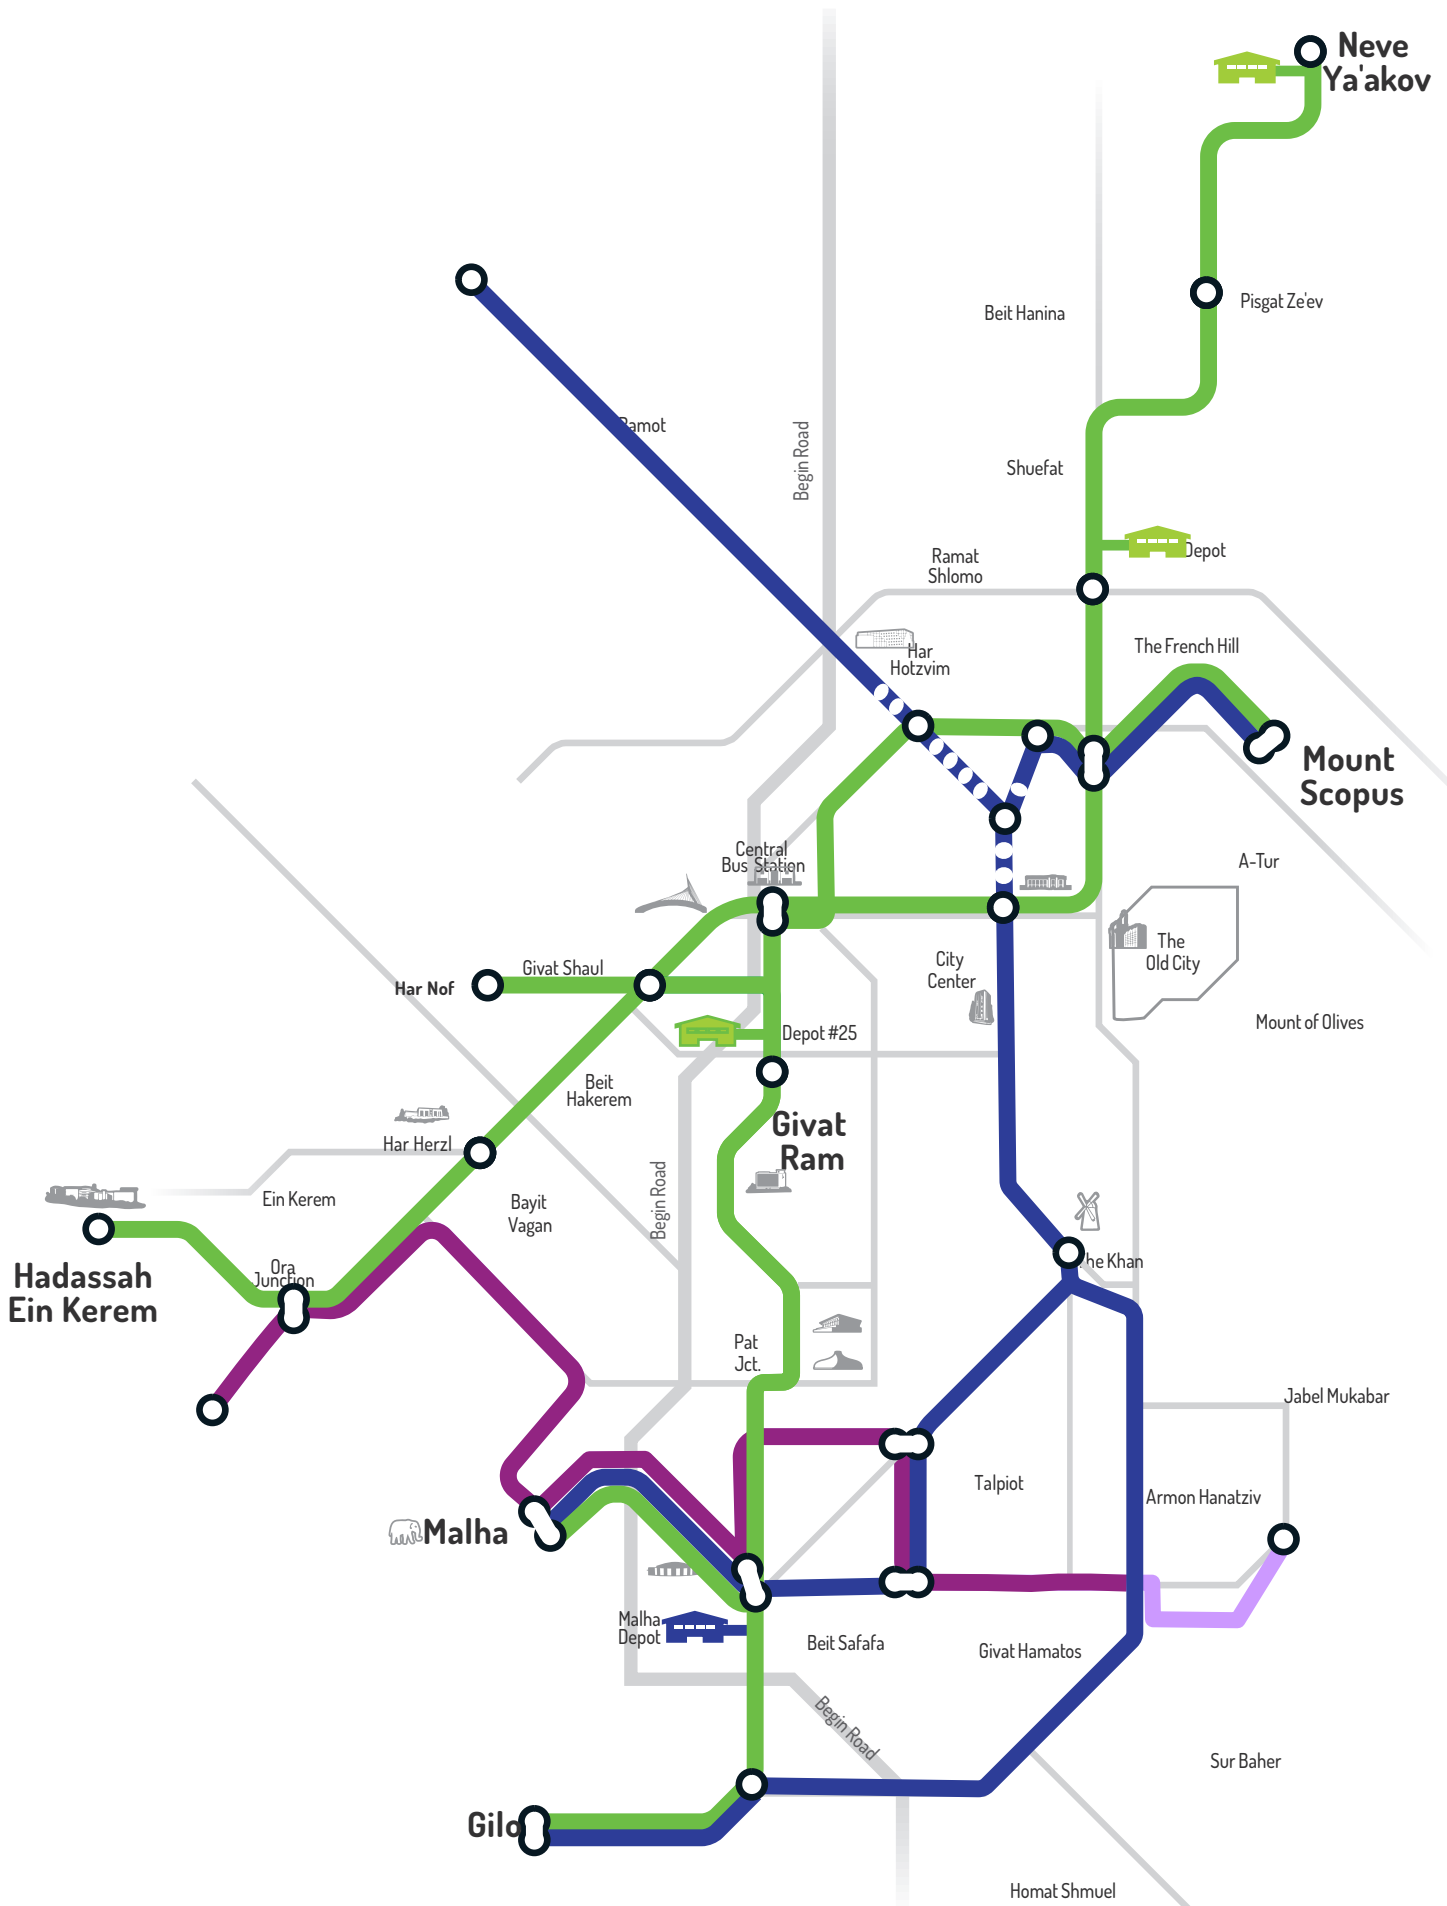 Neve
Ya'akov
Pisgat Ze'ev
Beit Hanina
Ramot
Begin Road
Shuefat
Depot
Ramat
Shlomo
The French Hill
Har
Hotzvim
Mount
Scopus
Central
Bus Station
A-Tur
The
Old City
City
Center
Givat Shaul
Har Nof
Mount of Olives
Depot #25
Beit
Hakerem
Givat
Ram
Har Herzl
Begin Road
Ein Kerem
Bayit
Vagan
The Khan
Ora
Junction
Hadassah
Ein Kerem
Pat
Jct.
Jabel Mukabar
Talpiot
Armon Hanatziv
Malha
Malha
Depot
Beit Safafa
Givat Hamatos
Begin Road
Sur Baher
Gilo
Homat Shmuel